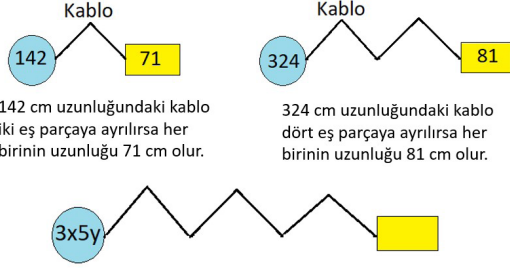 Kablo
142
71
142 cm uzunluğundaki kablo
iki eş parçaya ayrılırsa her
birinin uzunluğu 71 cm olur.
Kablo
324
81
324 cm uzunluğundaki kablo
dört eş parçaya ayrılırsa her
birinin uzunluğu 81 cm olur.
3x5y